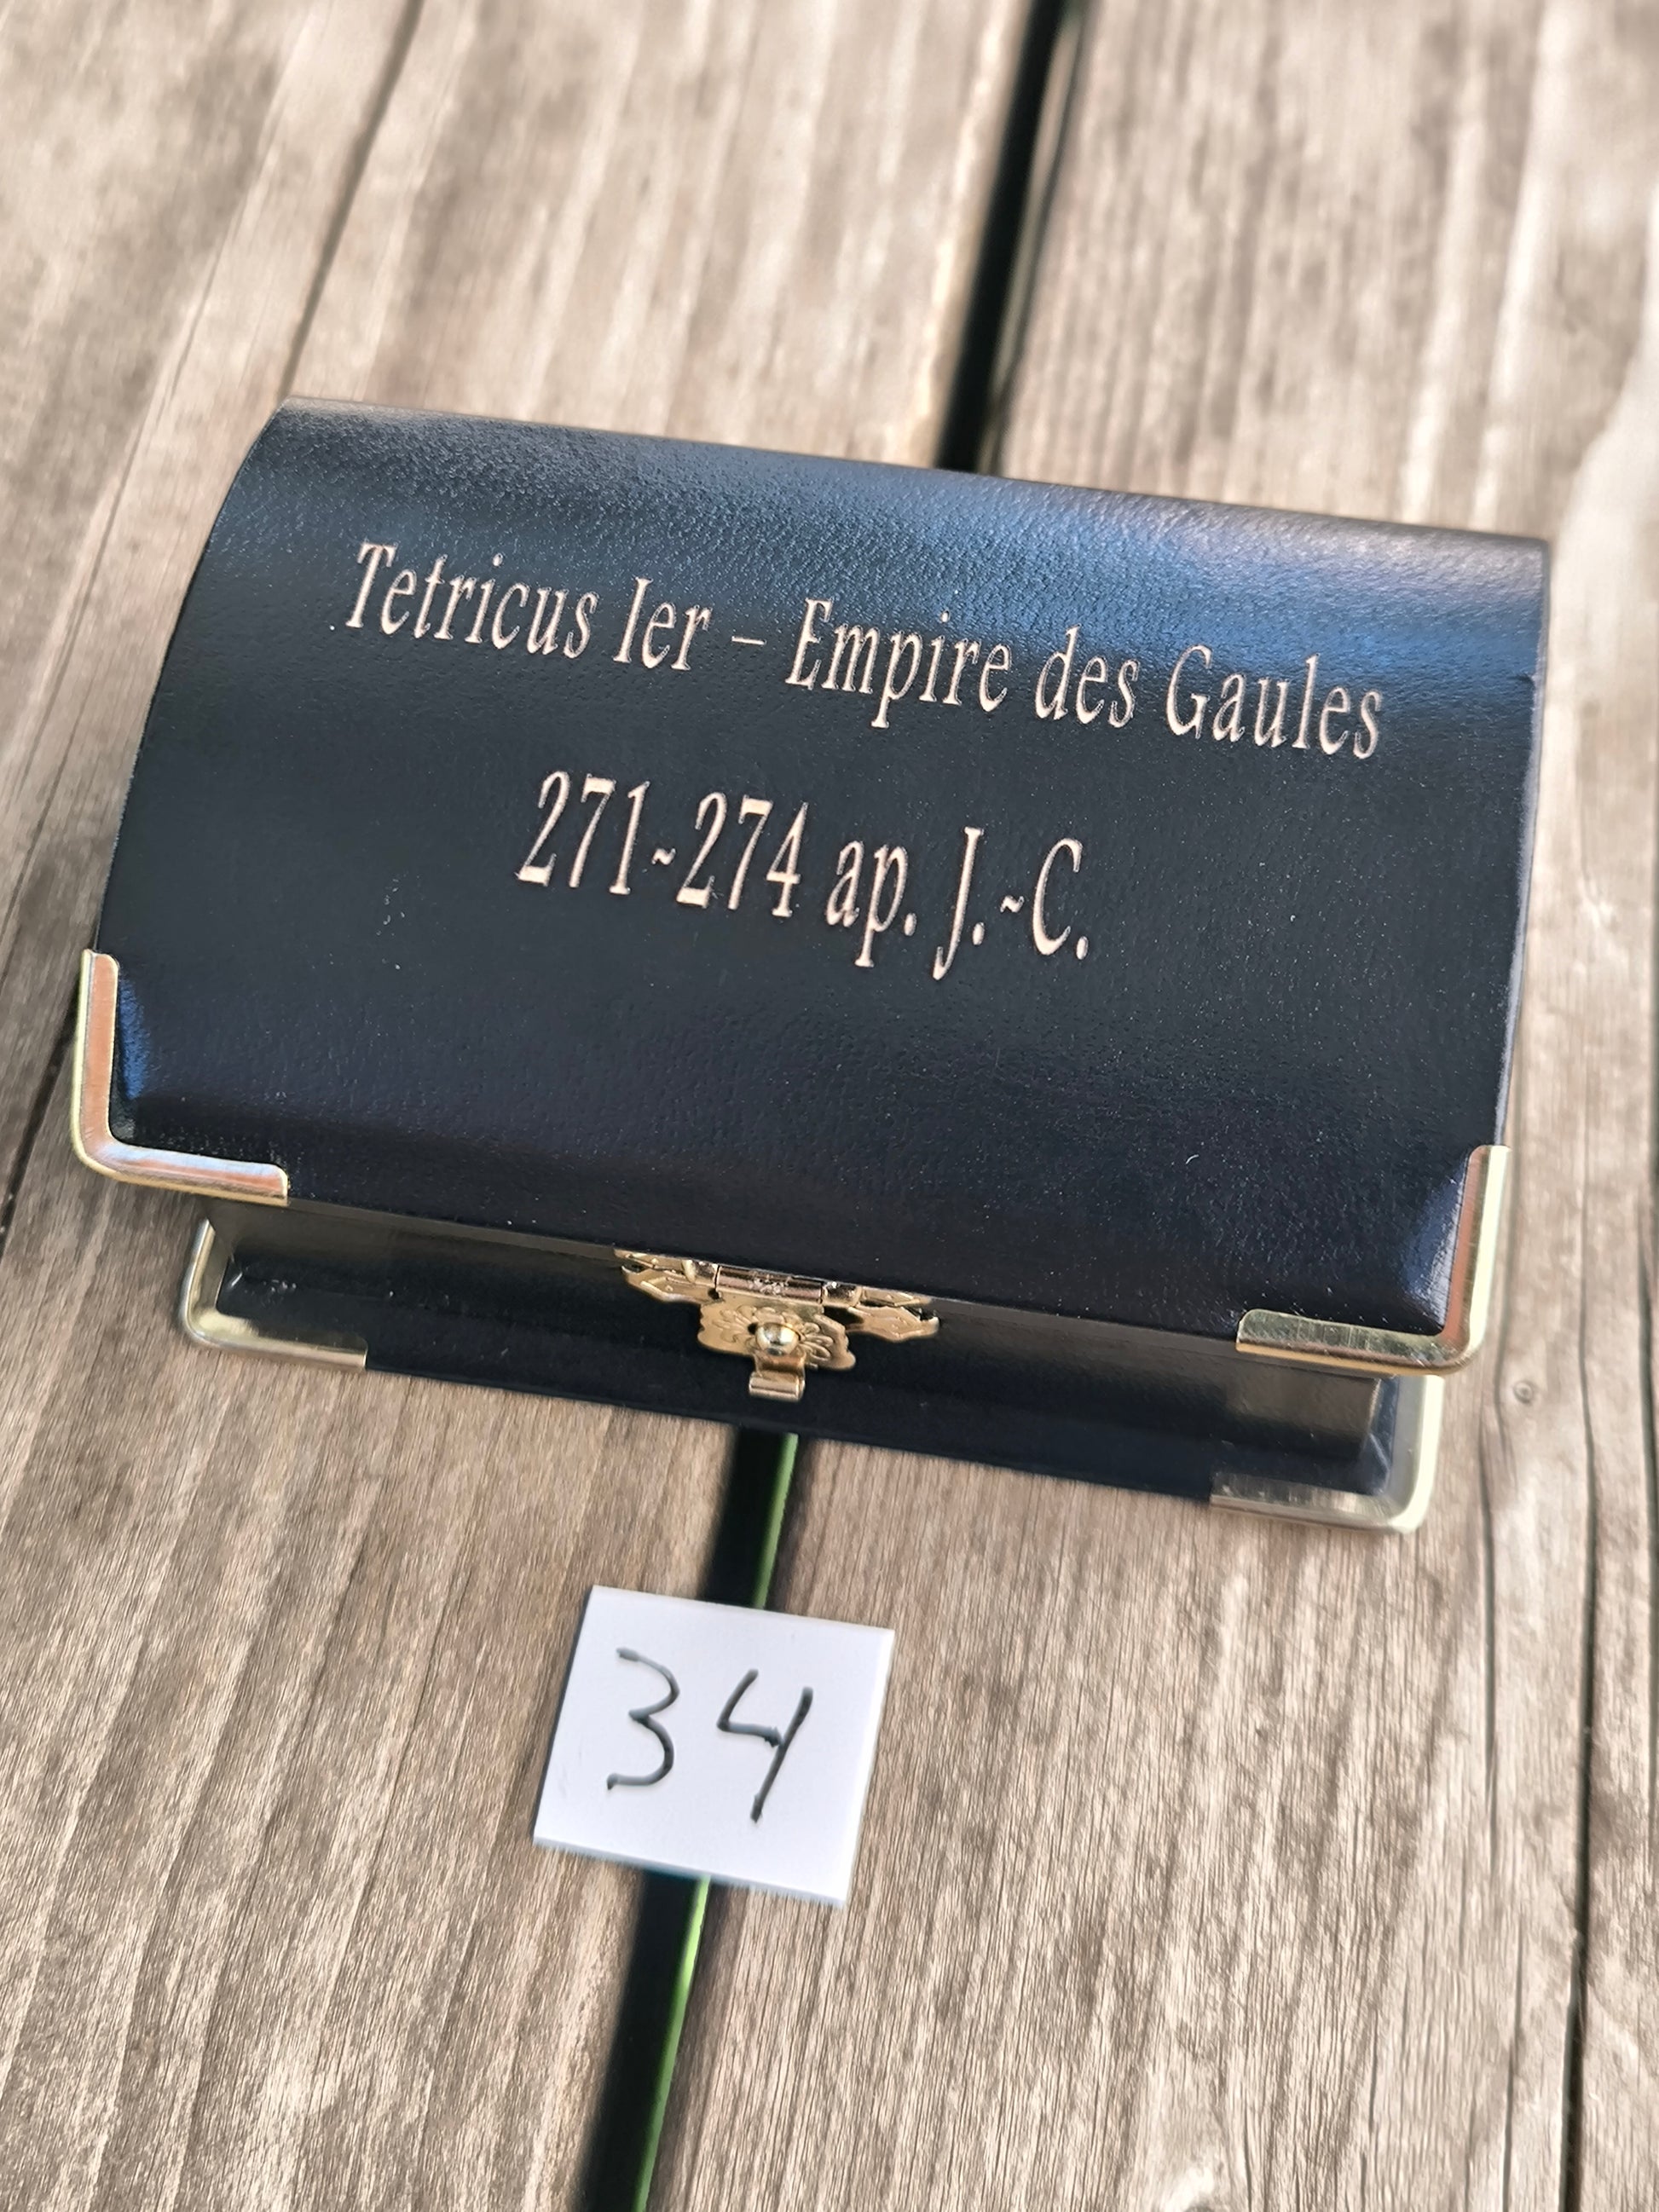 Tetricus Ier – Empire des Gaules
271~274 ap. J.~C.
34